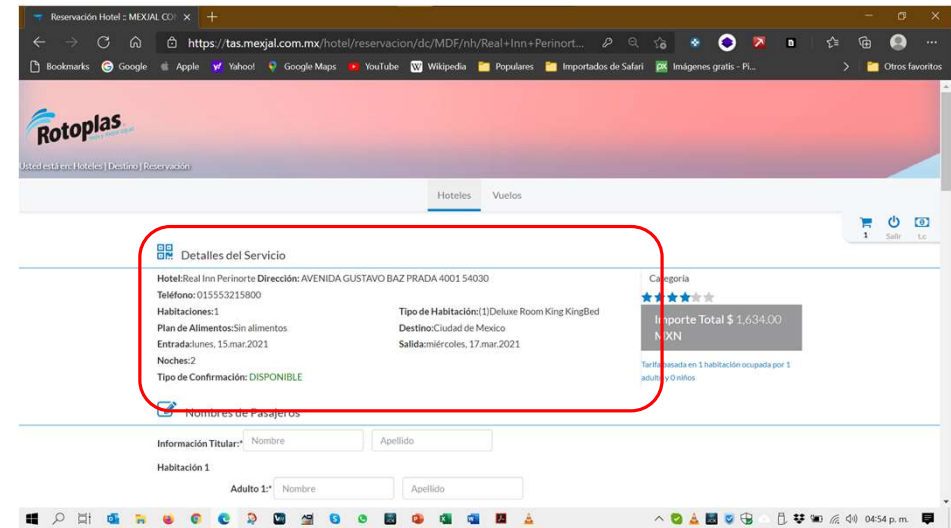 Reservación Hotel :: MEXJAL CO
https://tas.mexjal.com.mx/hotel/reservacion/dc/MDF/nh/Real+Inn+Perinort...
Bookmarks Google Apple Yahoo! Google Maps YouTube Wikipedia Populares Importados de Safari Imágenes gratis - Pi... Otros favoritos
Rotoplas
Usted está en: Hoteles | Destino | Reservación
Hoteles Vuelos
1 Salir t.c
Detalles del Servicio
Hotel:Real Inn Perinorte Dirección: AVENIDA GUSTAVO BAZ PRADA 4001 54030
Categoría
Teléfono: 015553215800
Habitaciones:1 Tipo de Habitación:(1)Deluxe Room King KingBed
Importe Total $ 1,634.00
MXN
Plan de Alimentos:Sin alimentos Destino:Ciudad de Mexico
Entrada:lunes, 15.mar.2021 Salida:miércoles, 17.mar.2021
Noches:2
Tarifa basada en 1 habitación ocupada por 1
adulto y 0 niños
Tipo de Confirmación: DISPONIBLE
Nombres de Pasajeros
Información Titular:* Nombre Apellido
Habitación 1
Adulto 1:* Nombre Apellido
04:54 p. m.